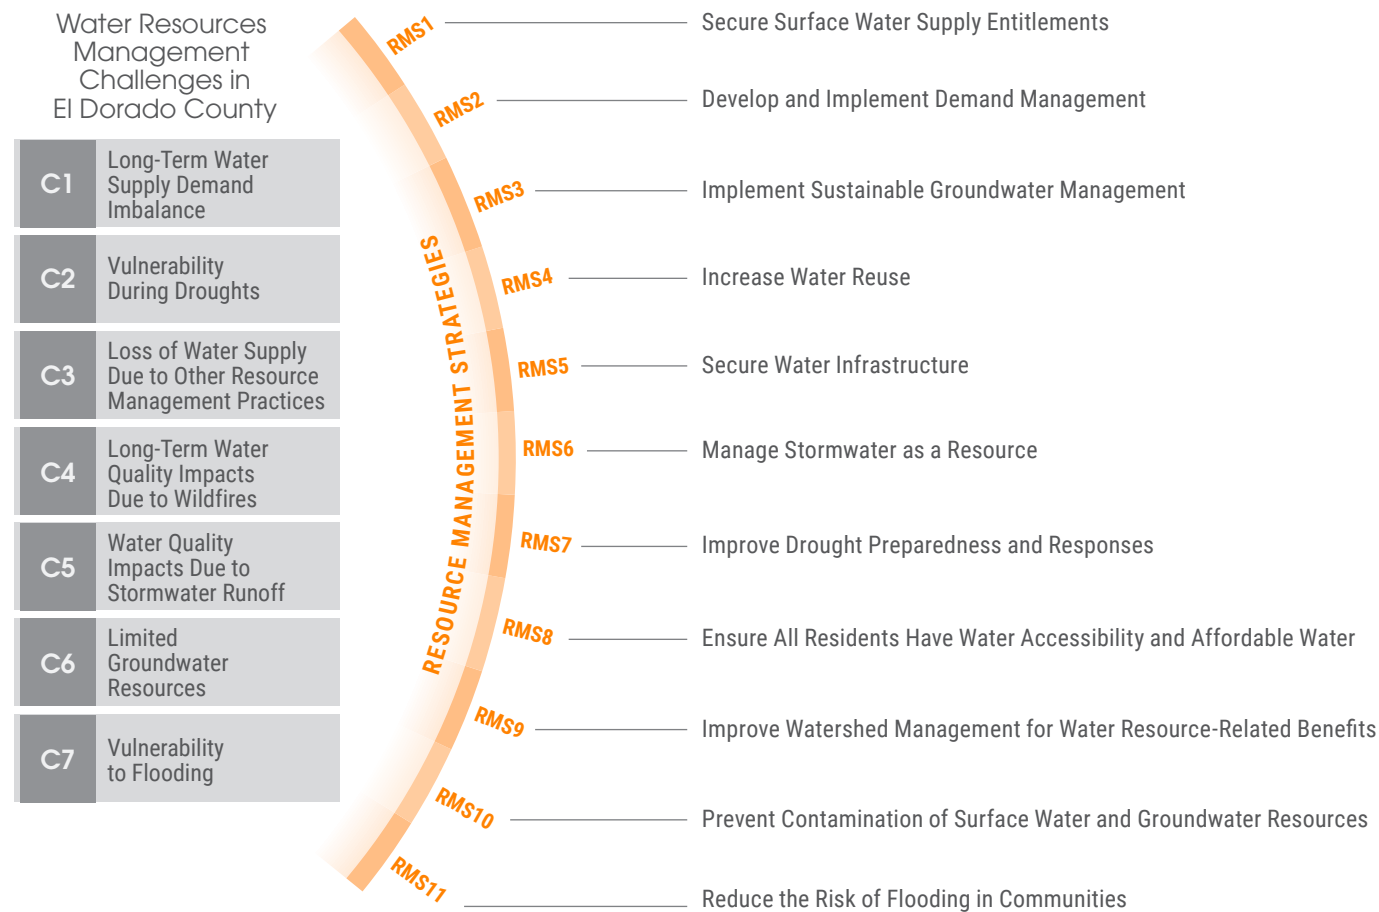 Water Resources
Management
Challenges in
El Dorado County
C1
Long-Term Water
Supply Demand
Imbalance
C2
Vulnerability
During Droughts
C3
Loss of Water Supply
Due to Other Resource
Management Practices
C4
Long-Term Water
Quality Impacts
Due to Wildfires
C5
Water Quality
Impacts Due to
Stormwater Runoff
C6
Limited
Groundwater
Resources
C7
Vulnerability
to Flooding
RESOURCE MANAGEMENT STRATEGIES
RMS1 Secure Surface Water Supply Entitlements
RMS2 Develop and Implement Demand Management
RMS3 Implement Sustainable Groundwater Management
RMS4 Increase Water Reuse
RMS5 Secure Water Infrastructure
RMS6 Manage Stormwater as a Resource
RMS7 Improve Drought Preparedness and Responses
RMS8 Ensure All Residents Have Water Accessibility and Affordable Water
RMS9 Improve Watershed Management for Water Resource-Related Benefits
RMS10 Prevent Contamination of Surface Water and Groundwater Resources
RMS11 Reduce the Risk of Flooding in Communities